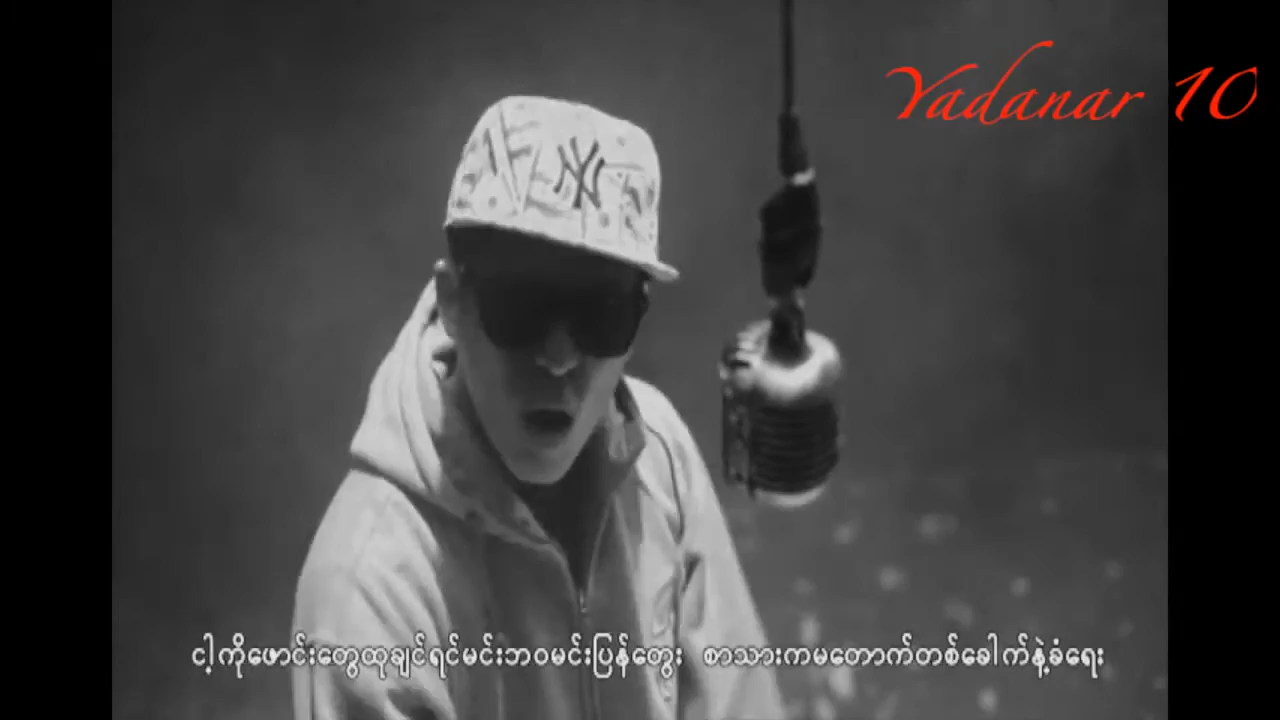 Yadanar 10
NY
ငါ့ကိုဖောင်းတွေထုချင်ရင်မင်းဘဝမင်းပြန်တွေး စာသားကမတောက်တစ်ခေါက်နဲ့ခံရေး